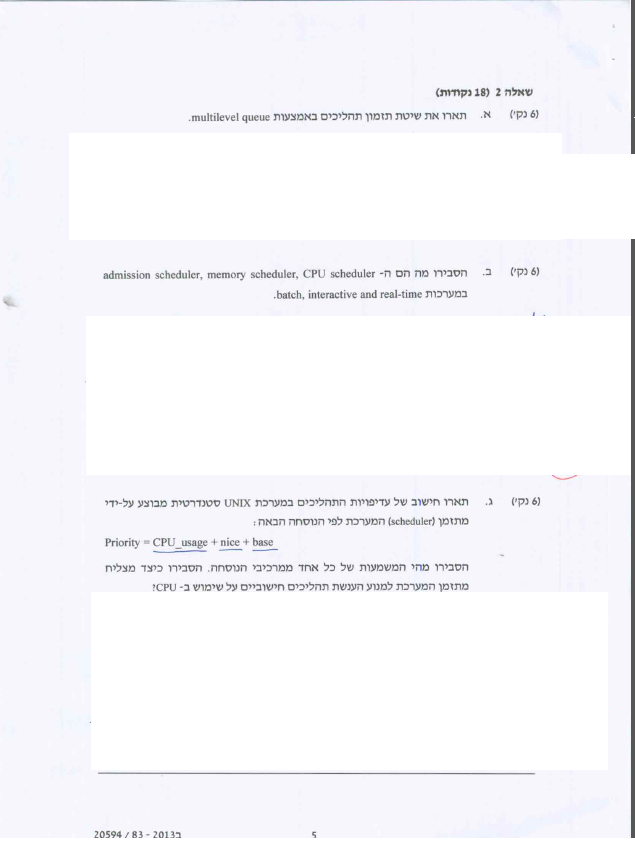 שאלה 2 (18 נקודות)
(6 נק') א. תארו את שיטת תזמון תהליכים באמצעות multilevel queue.
(6 נק') ב. הסבירו מה הם ה- admission scheduler, memory scheduler, CPU scheduler
במערכות batch, interactive and real-time.
(6 נק') ג. תארו חישוב של עדיפויות התהליכים במערכת UNIX סטנדרטית מבוצע על-ידי
מתזמן (scheduler) המערכת לפי הנוסחה הבאה:
Priority = CPU_usage + nice + base
הסבירו מהי המשמעות של כל אחד ממרכיבי הנוסחה. הסבירו כיצד מצליח
מתזמן המערכת למנוע הענשת תהליכים חישוביים על שימוש ב- CPU?
5
20594 / 83 - 2013ב